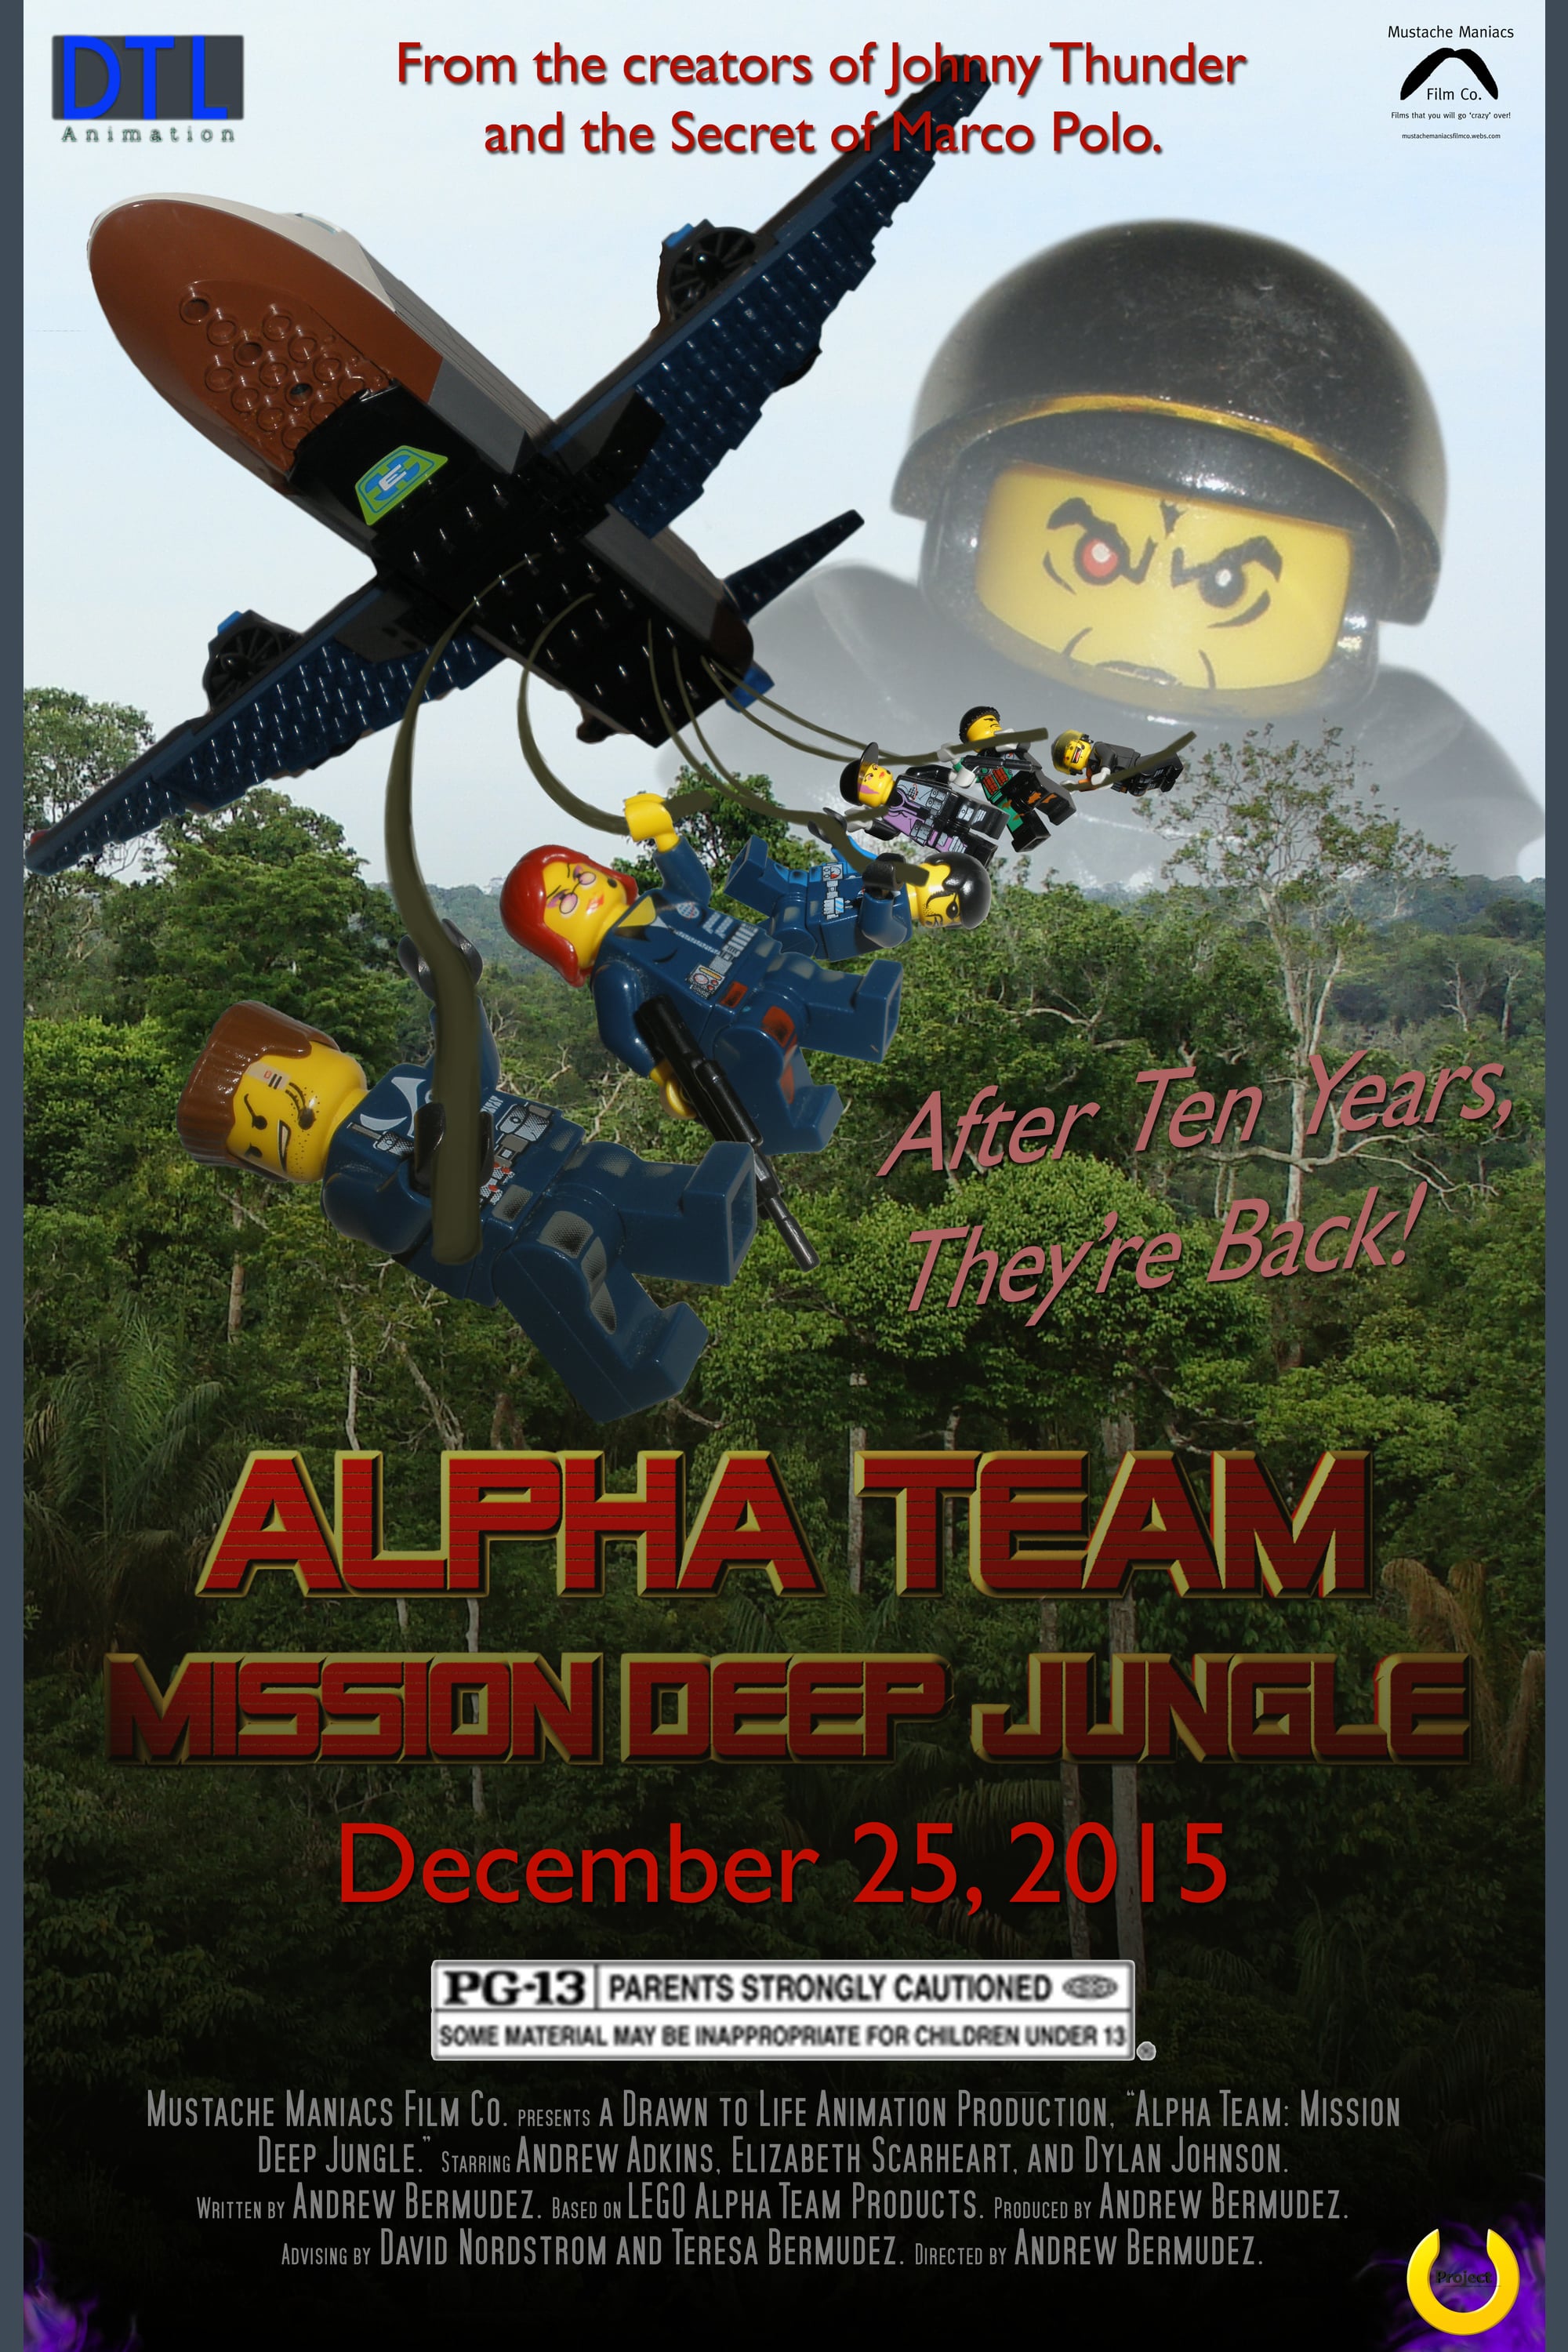 DTL
Animation
From the creators of Johnny Thunder
and the Secret of Marco Polo.
Mustache Maniacs
Film Co.
Films that you will go 'crazy' over!
mustachemaniacsfilmco.webs.com
E
After Ten Years,
They're Back!
ALPHA TEAM
MISSION DEEP JUNGLE
December 25, 2015
PG-13 PARENTS STRONGLY CAUTIONED
SOME MATERIAL MAY BE INAPPROPRIATE FOR CHILDREN UNDER 13
MUSTACHE MANIACS FILM CO. PRESENTS A DRAWN TO LIFE ANIMATION PRODUCTION, “ALPHA TEAM: MISSION
DEEP JUNGLE.” STARRING ANDREW ADKINS, ELIZABETH SCARHEART, AND DYLAN JOHNSON.
WRITTEN BY ANDREW BERMUDEZ. BASED ON LEGO ALPHA TEAM PRODUCTS. PRODUCED BY ANDREW BERMUDEZ.
ADVISING BY DAVID NORDSTROM AND TERESA BERMUDEZ. DIRECTED BY ANDREW BERMUDEZ.
Project